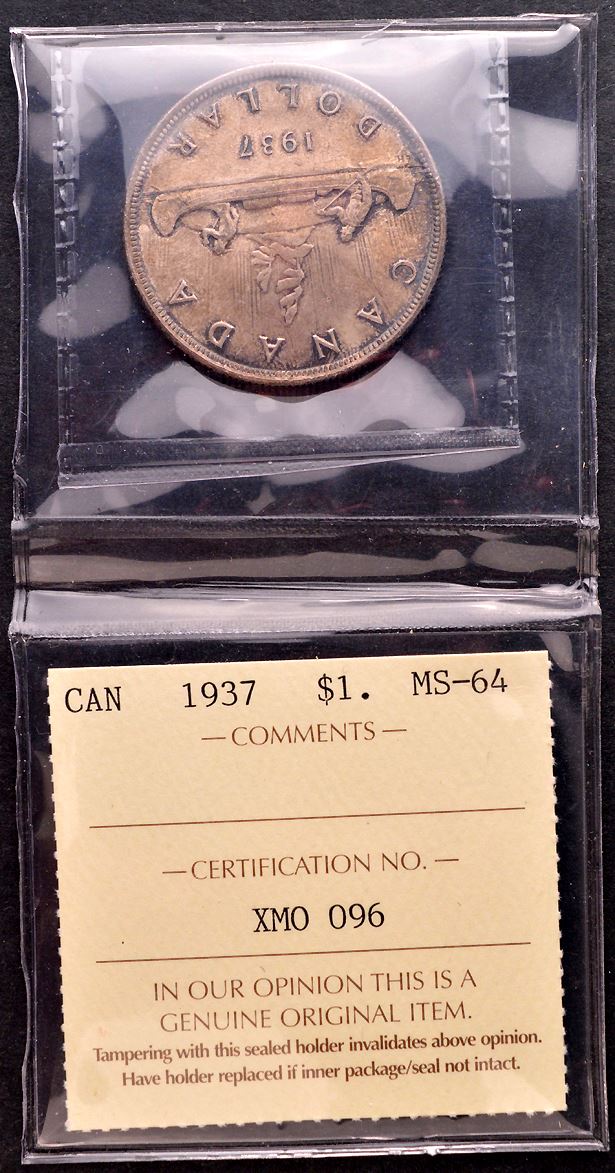 CANADA
1937
DOLLAR
CAN 1937 $1. MS-64
— COMMENTS —
— CERTIFICATION NO. —
XMO 096
IN OUR OPINION THIS IS A
GENUINE ORIGINAL ITEM.
Tampering with this sealed holder invalidates above opinion.
Have holder replaced if inner package/seal not intact.